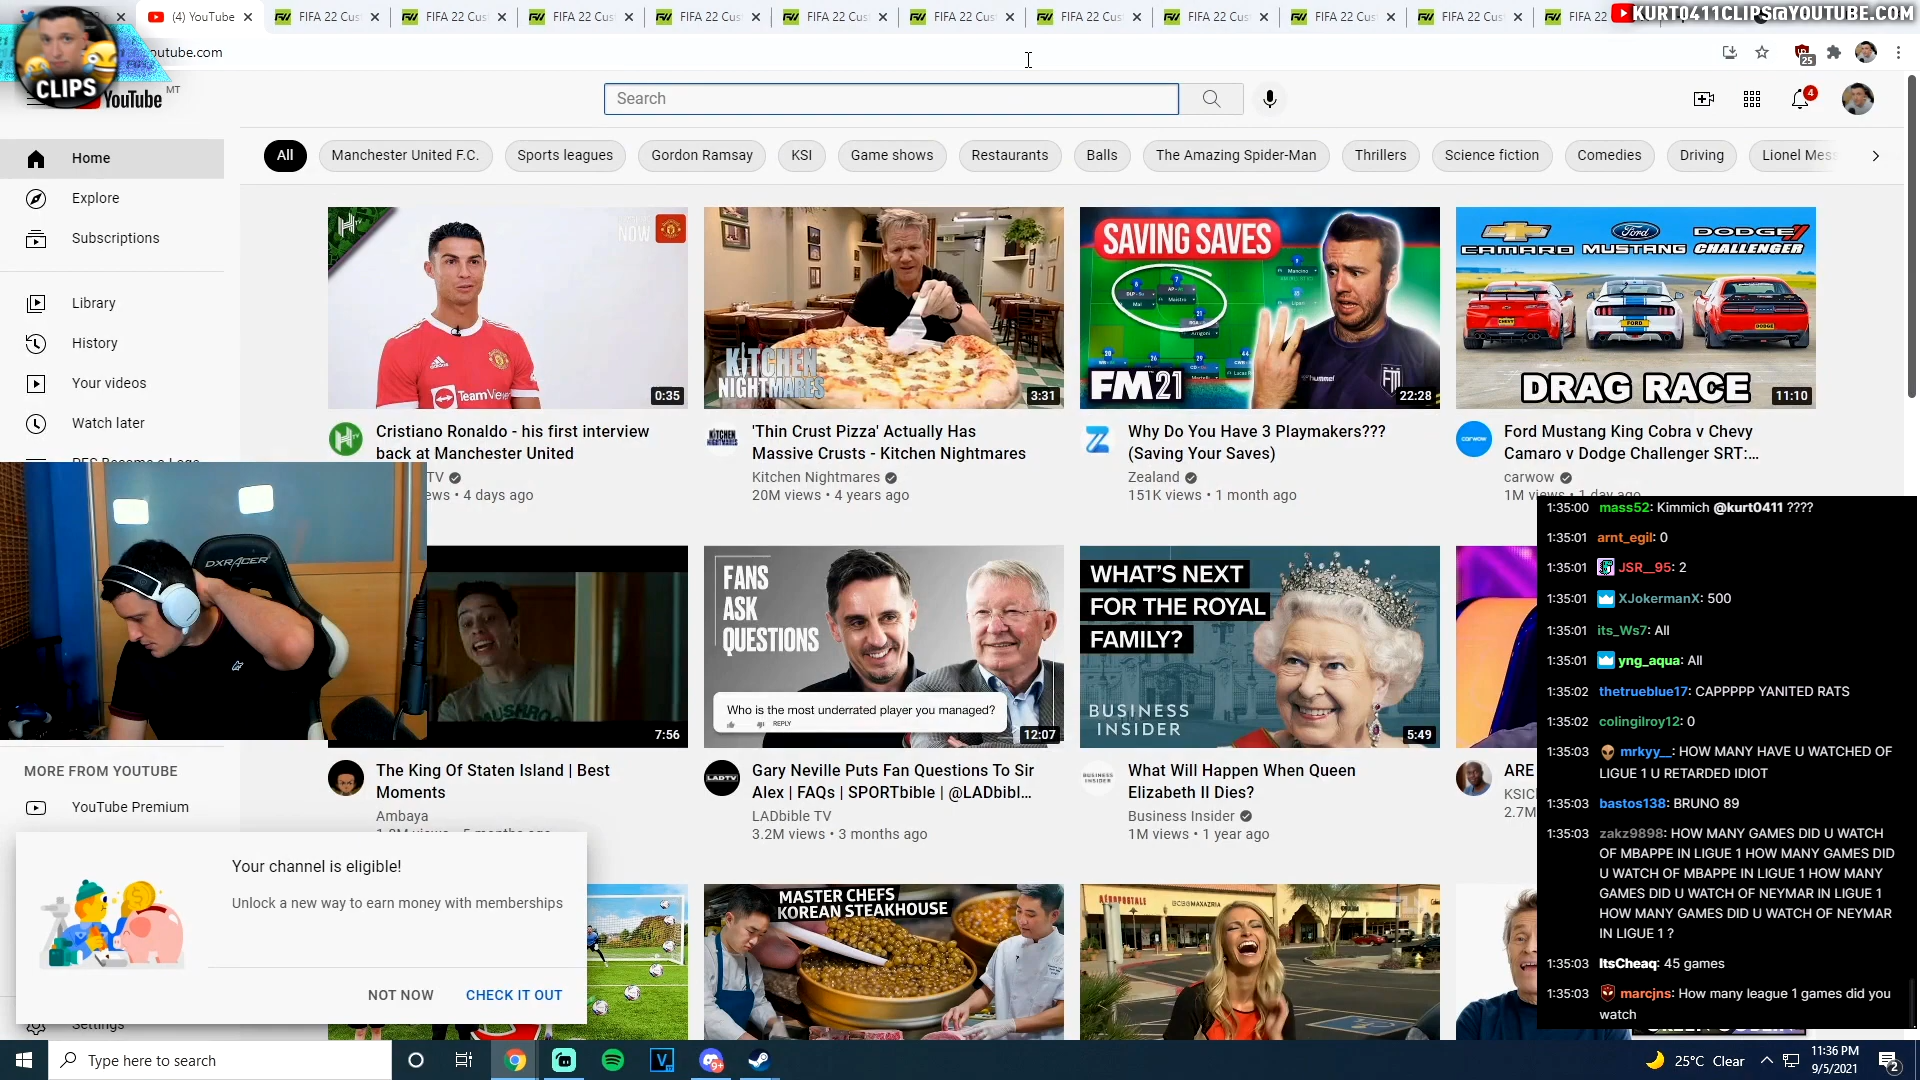 (4) YouTube
FIFA 22 Cus
FIFA 22 Cus
FIFA 22 Cus
FIFA 22 Cus
FIFA 22 Cus
FIFA 22 Cus
FIFA 22 Cus
FIFA 22 Cus
FIFA 22 Cus
FIFA 22 Cus
FIFA 22
KURT0411CLIPS@YOUTUBE.COM
outube.com
25
CLIPS
YouTube
MT
Search
4
Home
Explore
Subscriptions
Library
History
Your videos
Watch later
All
Manchester United F.C.
Sports leagues
Gordon Ramsay
KSI
Game shows
Restaurants
Balls
The Amazing Spider-Man
Thrillers
Science fiction
Comedies
Driving
Lionel Mess
NOW
TeamView
0:35
Cristiano Ronaldo - his first interview
back at Manchester United
TV
ews • 4 days ago
KITCHEN
NIGHTMARES
3:31
'Thin Crust Pizza' Actually Has
Massive Crusts - Kitchen Nightmares
Kitchen Nightmares
20M views • 4 years ago
SAVING SAVES
FM21
hummel
22:28
Why Do You Have 3 Playmakers???
(Saving Your Saves)
Zealand
151K views • 1 month ago
CAMARO
Ford
MUSTANG
DODGE
CHALLENGER
DRAG RACE
11:10
Ford Mustang King Cobra v Chevy
Camaro v Dodge Challenger SRT:...
carwow
1M views • 1 day ago
DXRACER
7:56
The King Of Staten Island | Best
Moments
Ambaya
FANS
ASK
QUESTIONS
Who is the most underrated player you managed?
REPLY
12:07
LADTV
Gary Neville Puts Fan Questions To Sir
Alex | FAQs | SPORTbible | @LADbibl...
LADbible TV
3.2M views • 3 months ago
WHAT'S NEXT
FOR THE ROYAL
FAMILY?
BUSINESS
INSIDER
5:49
What Will Happen When Queen
Elizabeth II Dies?
Business Insider
1M views • 1 year ago
ARE
KSIC
2.7M
1:35:00 mass52: Kimmich @kurt0411 ????
1:35:01 arnt_egil: 0
1:35:01 JSR__95: 2
1:35:01 XJokermanX: 500
1:35:01 its_Ws7: All
1:35:01 yng_aqua: All
1:35:02 thetrueblue17: CAPPPPP YANITED RATS
1:35:02 colingilroy12: 0
1:35:03 mrkyy__: HOW MANY HAVE U WATCHED OF
LIGUE 1 U RETARDED IDIOT
1:35:03 bastos138: BRUNO 89
1:35:03 zakz9898: HOW MANY GAMES DID U WATCH
OF MBAPPE IN LIGUE 1 HOW MANY GAMES DID
U WATCH OF MBAPPE IN LIGUE 1 HOW MANY
GAMES DID U WATCH OF NEYMAR IN LIGUE 1
HOW MANY GAMES DID U WATCH OF NEYMAR
IN LIGUE 1 ?
1:35:03 ItsCheaq: 45 games
1:35:03 marcjns: How many league 1 games did you
watch
MORE FROM YOUTUBE
YouTube Premium
Your channel is eligible!
Unlock a new way to earn money with memberships
NOT NOW
CHECK IT OUT
Settings
MASTER CHEFS
KOREAN STEAKHOUSE
AÉROPOSTALE
BCBGMAXAZRIA
Type here to search
25°C Clear
11:36 PM
9/5/2021
2